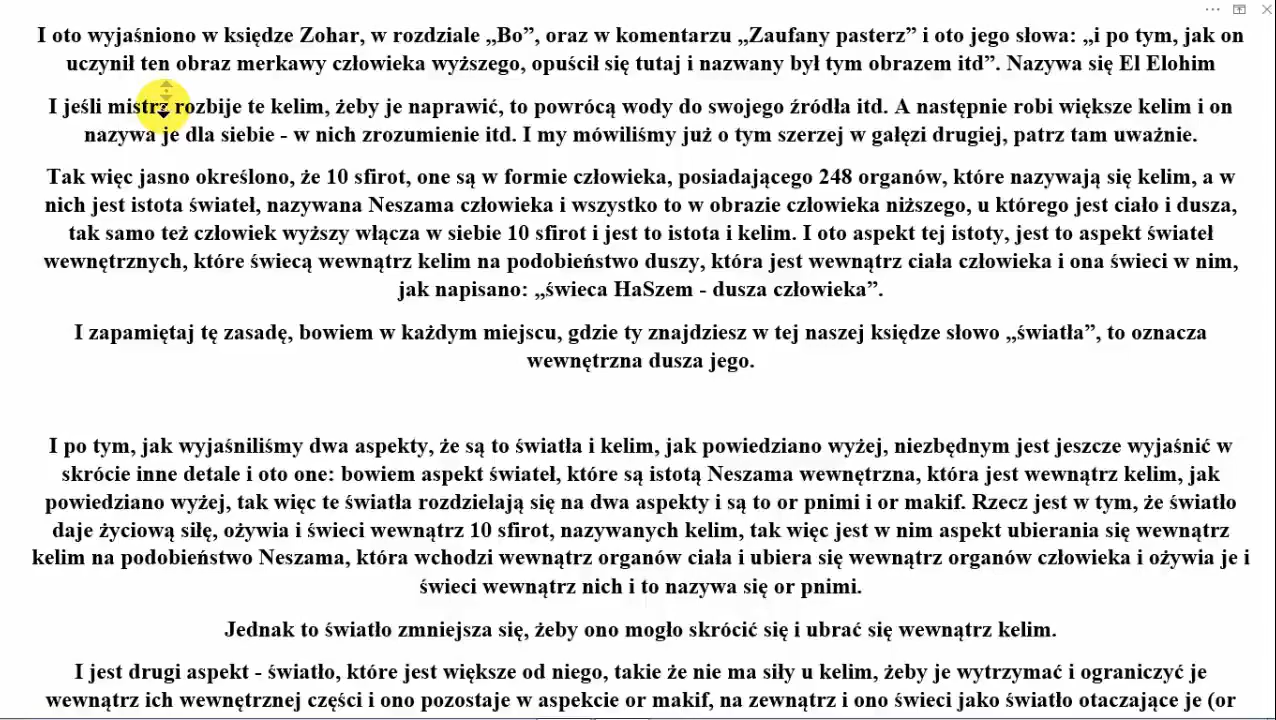 I oto wyjaśniono w księdze Zohar, w rozdziale „Bo”, oraz w komentarzu „Zaufany pasterz” i oto jego słowa: „i po tym, jak on
uczynił ten obraz merkawy człowieka wyższego, opuścił się tutaj i nazwany był tym obrazem itd”. Nazywa się El Elohim
I jeśli mistrz rozbije te kelim, żeby je naprawić, to powrócą wody do swojego źródła itd. A następnie robi większe kelim i on
nazywa je dla siebie - w nich zrozumienie itd. I my mówiliśmy już o tym szerzej w gałęzi drugiej, patrz tam uważnie.
Tak więc jasno określono, że 10 sfirot, one są w formie człowieka, posiadającego 248 organów, które nazywają się kelim, a w
nich jest istota świateł, nazywana Neszama człowieka i wszystko to w obrazie człowieka niższego, u którego jest ciało i dusza,
tak samo też człowiek wyższy włącza w siebie 10 sfirot i jest to istota i kelim. I oto aspekt tej istoty, jest to aspekt świateł
wewnętrznych, które świecą wewnątrz kelim na podobieństwo duszy, która jest wewnątrz ciała człowieka i ona świeci w nim,
jak napisano: „świeca HaSzem - dusza człowieka”.
I zapamiętaj tę zasadę, bowiem w każdym miejscu, gdzie ty znajdziesz w tej naszej księdze słowo „światła”, to oznacza
wewnętrzna dusza jego.
I po tym, jak wyjaśniliśmy dwa aspekty, że są to światła i kelim, jak powiedziano wyżej, niezbędnym jest jeszcze wyjaśnić w
skrócie inne detale i oto one: bowiem aspekt świateł, które są istotą Neszama wewnętrzna, która jest wewnątrz kelim, jak
powiedziano wyżej, tak więc te światła rozdzielają się na dwa aspekty i są to or pnimi i or makif. Rzecz jest w tym, że światło
daje życiową siłę, ożywia i świeci wewnątrz 10 sfirot, nazywanych kelim, tak więc jest w nim aspekt ubierania się wewnątrz
kelim na podobieństwo Neszama, która wchodzi wewnątrz organów ciała i ubiera się wewnątrz organów człowieka i ożywia je i
świeci wewnątrz nich i to nazywa się or pnimi.
Jednak to światło zmniejsza się, żeby ono mogło skrócić się i ubrać się wewnątrz kelim.
I jest drugi aspekt - światło, które jest większe od niego, takie że nie ma siły u kelim, żeby je wytrzymać i ograniczyć je
wewnątrz ich wewnętrznej części i ono pozostaje w aspekcie or makif, na zewnątrz i ono świeci jako światło otaczające je (or